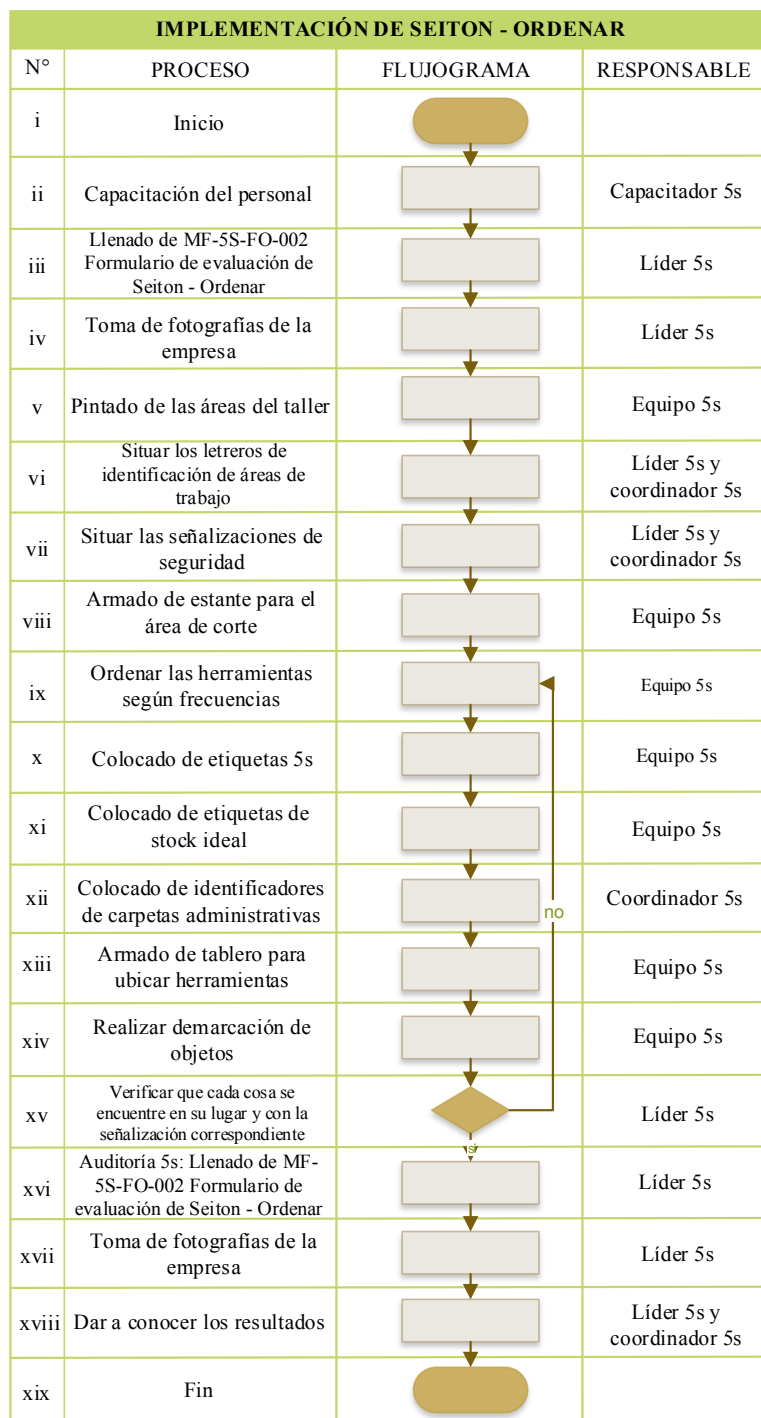 IMPLEMENTACIÓN DE SEITON - ORDENAR
N° PROCESO FLUJOGRAMA RESPONSABLE
i Inicio
ii Capacitación del personal Capacitador 5s
iii Llenado de MF-5S-FO-002
Formulario de evaluación de
Seiton - Ordenar
Líder 5s
iv Toma de fotografías de la
empresa
Líder 5s
v Pintado de las áreas del taller Equipo 5s
vi Situar los letreros de
identificación de áreas de
trabajo
Líder 5s y
coordinador 5s
vii Situar las señalizaciones de
seguridad
Líder 5s y
coordinador 5s
viii Armado de estante para el
área de corte
Equipo 5s
ix Ordenar las herramientas
según frecuencias
Equipo 5s
x Colocado de etiquetas 5s Equipo 5s
xi Colocado de etiquetas de
stock ideal
Equipo 5s
xii Colocado de identificadores
de carpetas administrativas
no
Coordinador 5s
xiii Armado de tablero para
ubicar herramientas
Equipo 5s
xiv Realizar demarcación de
objetos
Equipo 5s
xv Verificar que cada cosa se
encuentre en su lugar y con la
señalización correspondiente
Líder 5s
si
xvi Auditoría 5s: Llenado de MF-
5S-FO-002 Formulario de
evaluación de Seiton - Ordenar
Líder 5s
xvii Toma de fotografías de la
empresa
Líder 5s
xviii Dar a conocer los resultados Líder 5s y
coordinador 5s
xix Fin